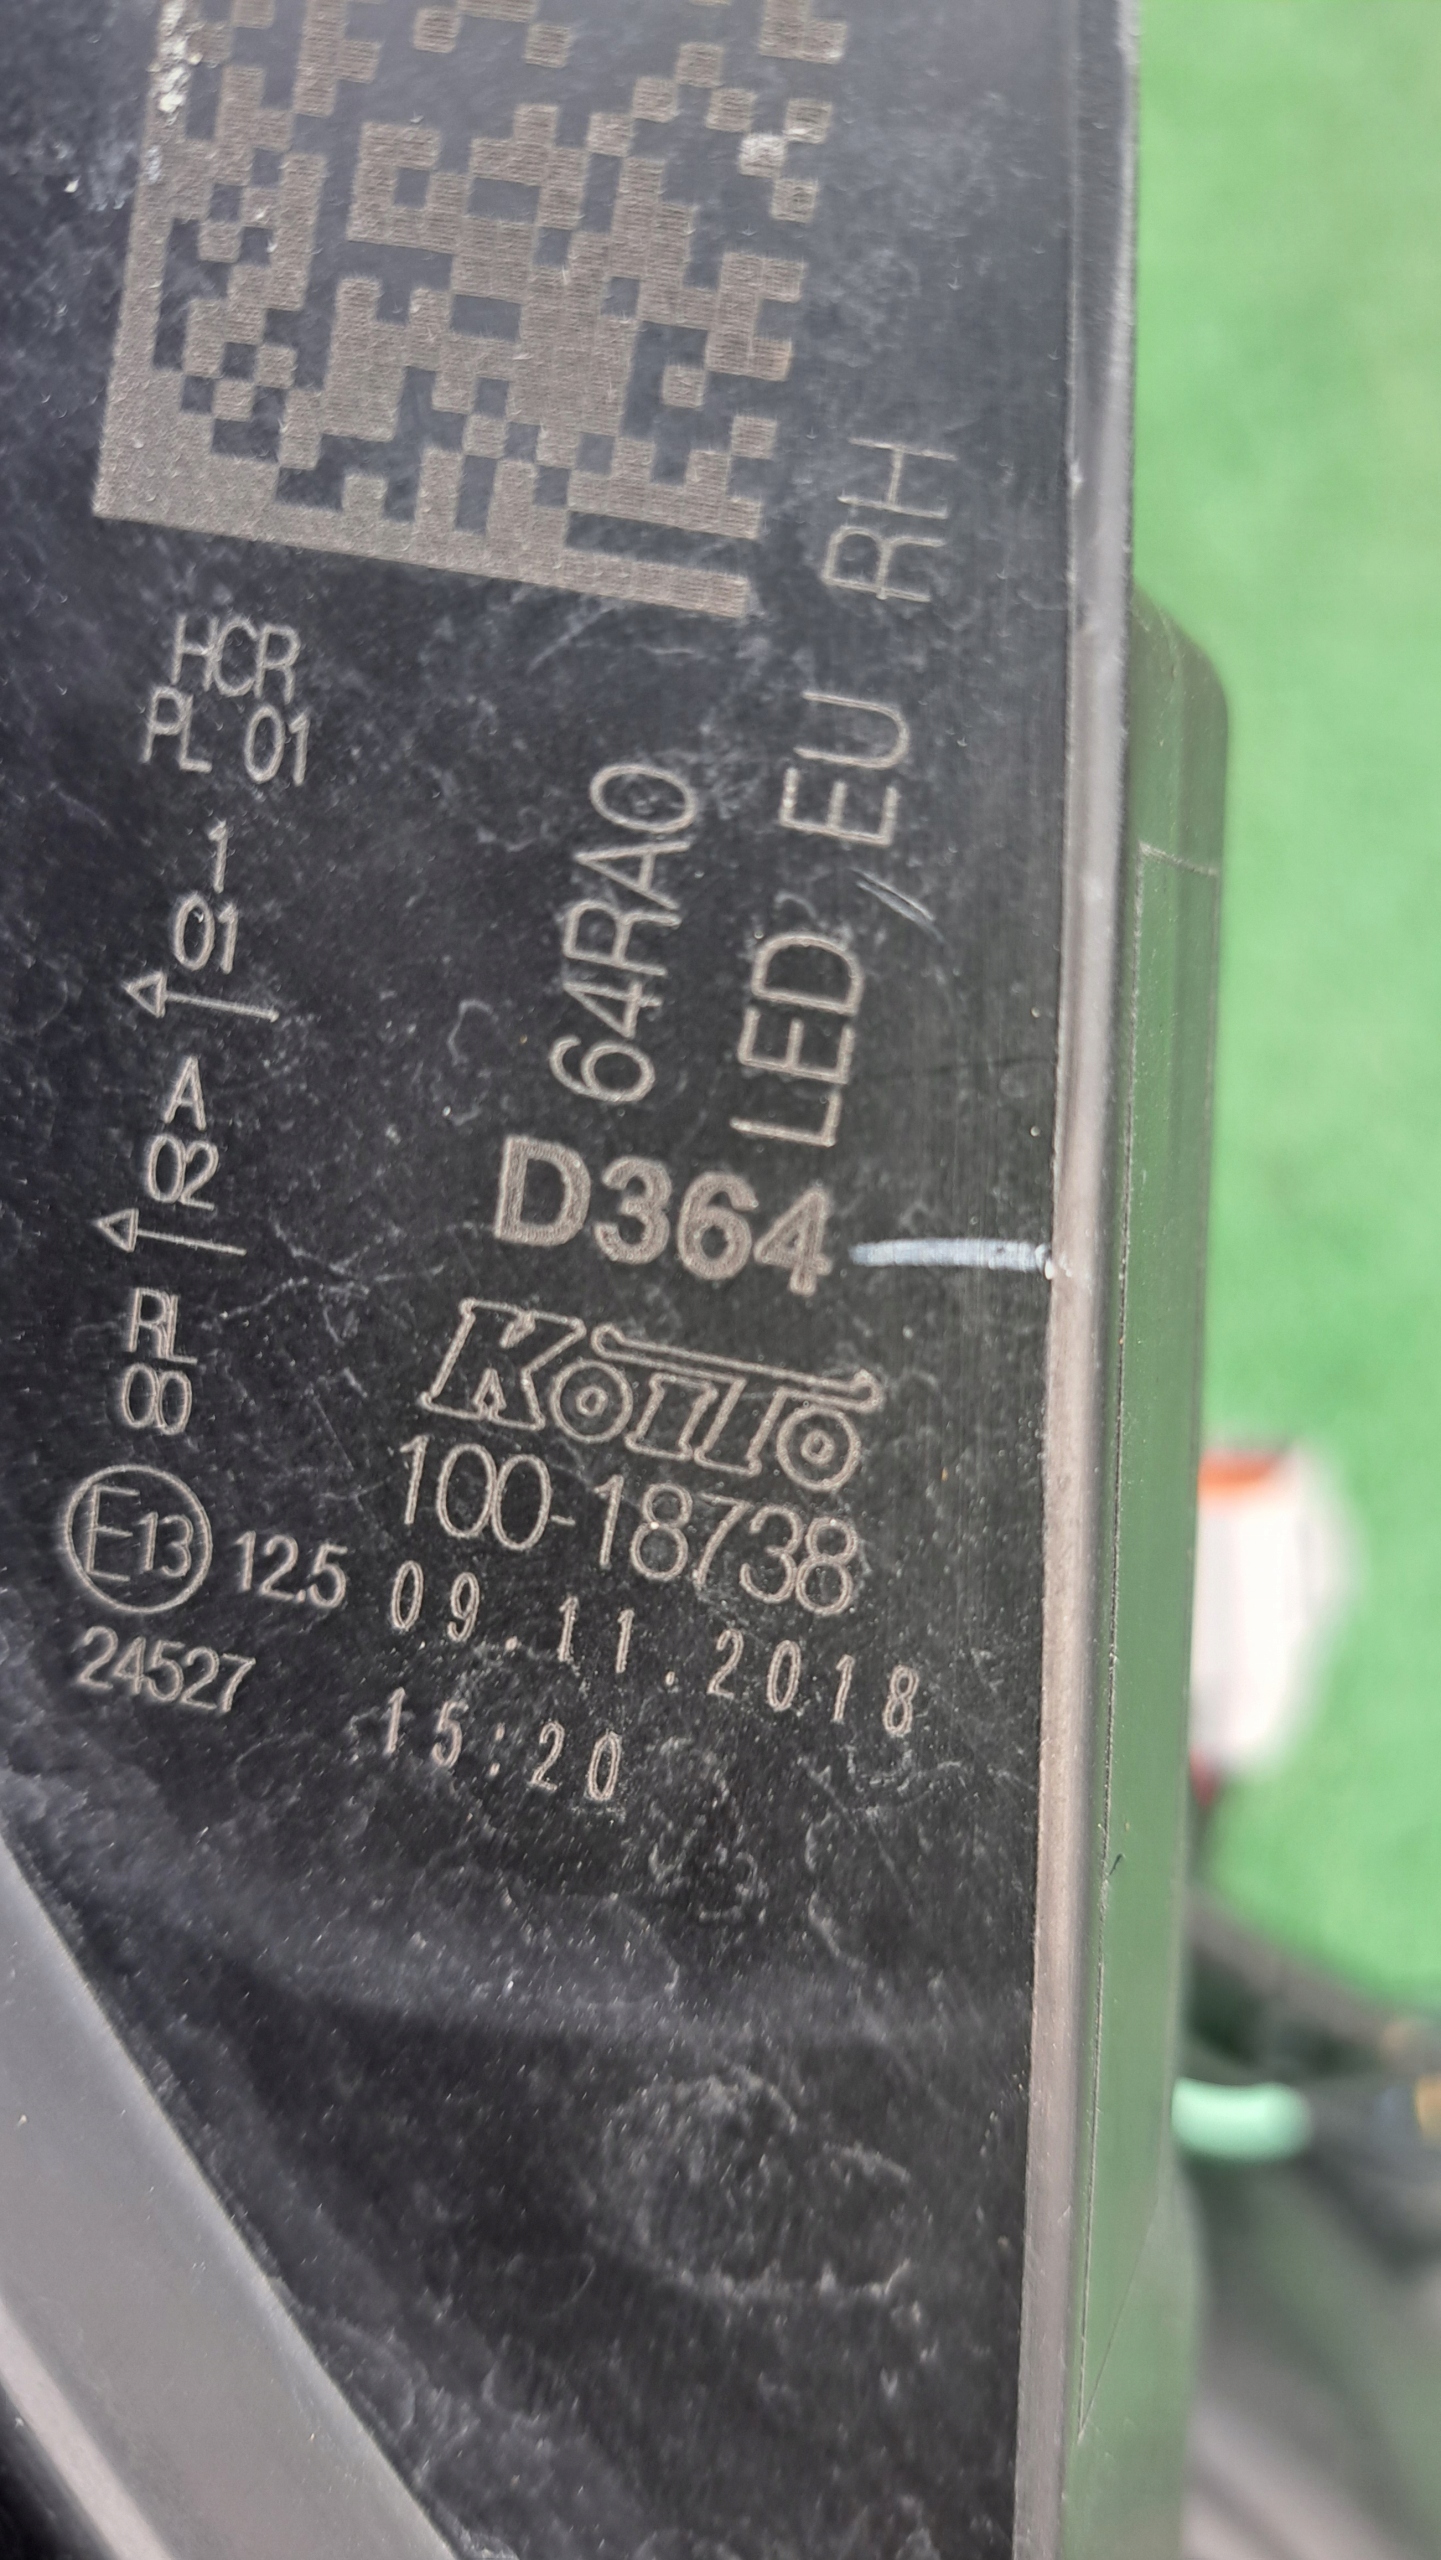 HCR
PL 01
1
01
A
02
RL
00
E13 12.5
24527
64RA0
LED / EU RH
D364
KOITO
100-18738
09.11.2018
15:20